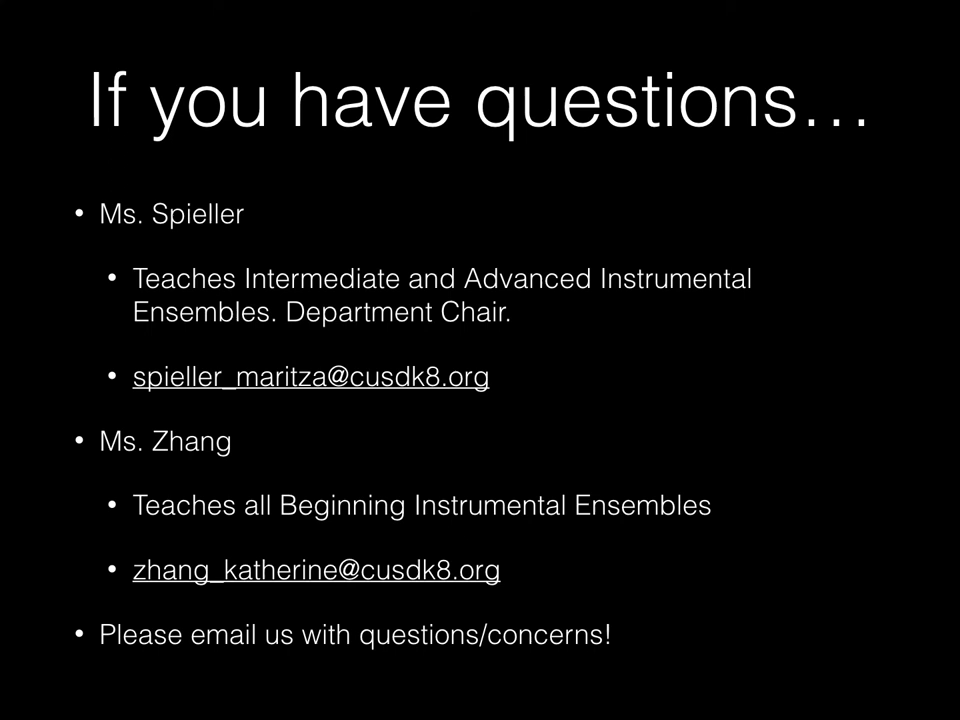 If you have questions…
• Ms. Spieller
• Teaches Intermediate and Advanced Instrumental
Ensembles. Department Chair.
• spieller_maritza@cusdk8.org
• Ms. Zhang
• Teaches all Beginning Instrumental Ensembles
• zhang_katherine@cusdk8.org
• Please email us with questions/concerns!